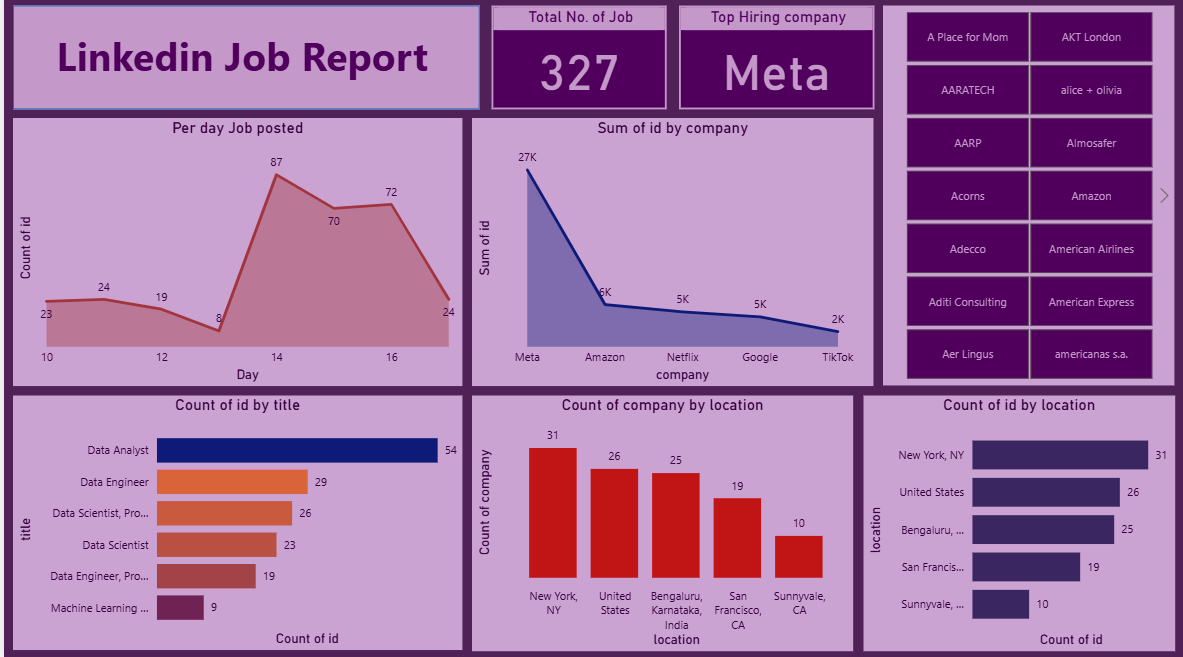 Linkedin Job Report
Total No. of Job
327
Top Hiring company
Meta
A Place for Mom
AKT London
AARATECH
alice + olivia
AARP
Almosafer
Acorns
Amazon
Adecco
American Airlines
Aditi Consulting
American Express
Aer Lingus
americanas s.a.
Per day Job posted
Count of id
23
24
19
8
87
70
72
24
10
12
14
16
Day
Sum of id by company
Sum of id
27K
6K
5K
5K
2K
Meta
Amazon
Netflix
Google
TikTok
company
Count of id by title
title
Data Analyst
54
Data Engineer
29
Data Scientist, Pro...
26
Data Scientist
23
Data Engineer, Pro...
19
Machine Learning ...
9
Count of id
Count of company by location
Count of company
31
26
25
19
10
New York,
NY
United
States
Bengaluru,
Karnataka,
India
San
Francisco,
CA
Sunnyvale,
CA
location
Count of id by location
location
New York, NY
31
United States
26
Bengaluru, ...
25
San Francis...
19
Sunnyvale, ...
10
Count of id